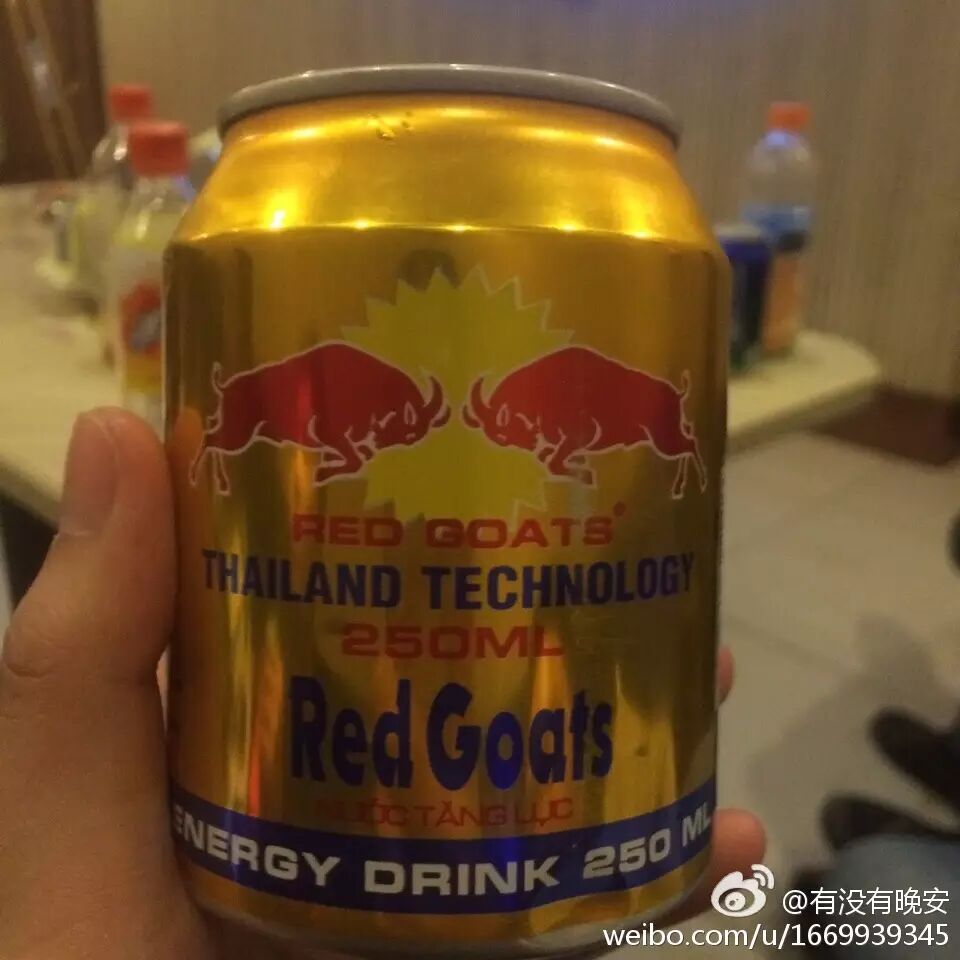 RED GOATS
THAILAND TECHNOLOGY
250ML
Red Goats
NƯỚC TĂNG LỰC
ENERGY DRINK 250 ML
@有没有晚安
weibo.com/u/1669939345